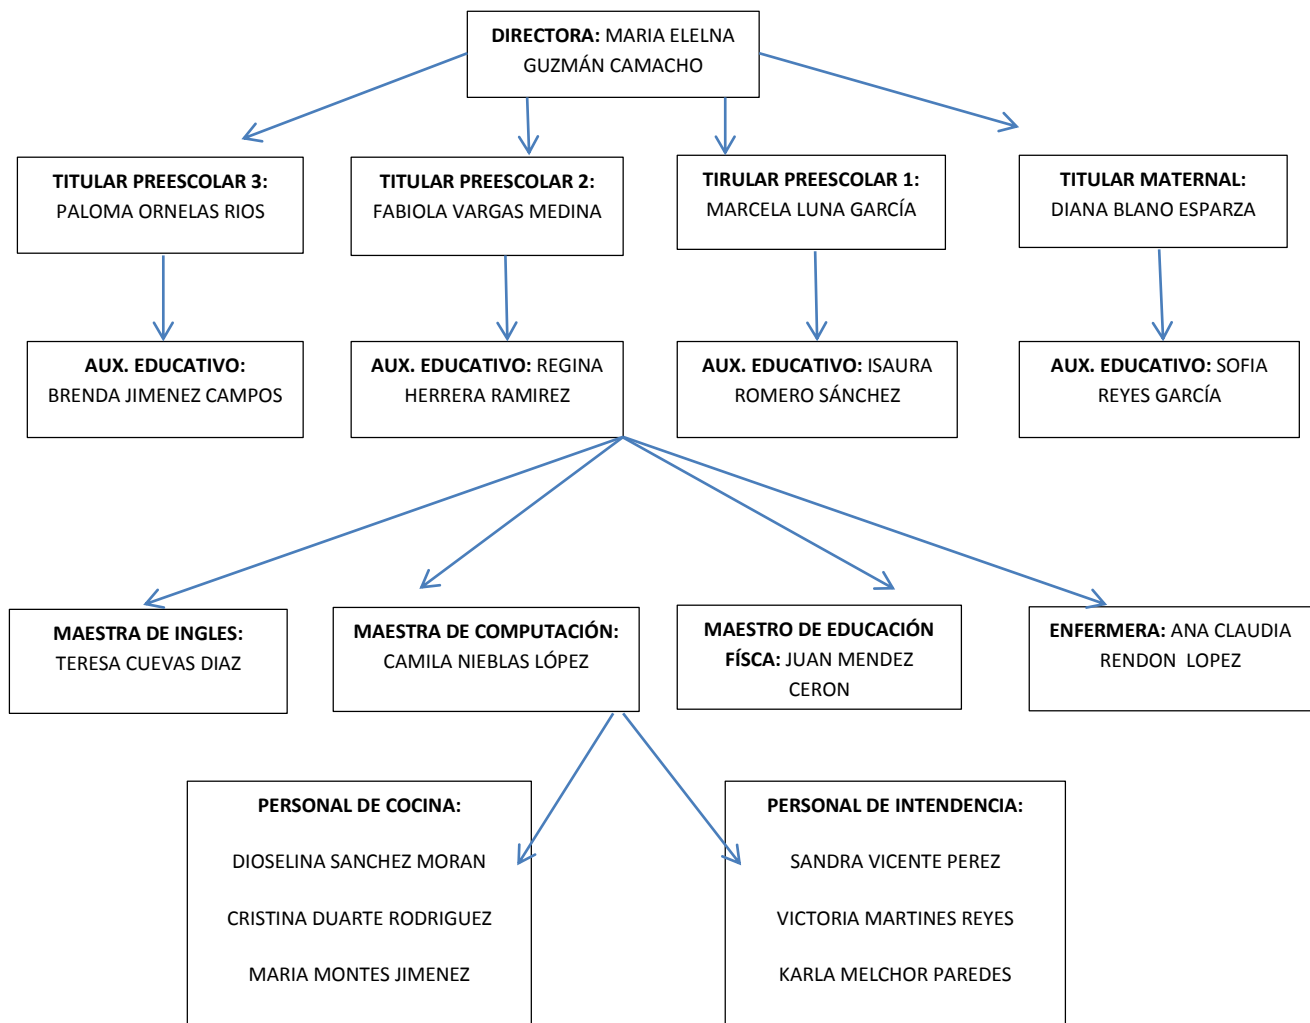 DIRECTORA: MARIA ELELNA
GUZMÁN CAMACHO
TITULAR PREESCOLAR 3:
PALOMA ORNELAS RIOS
TITULAR PREESCOLAR 2:
FABIOLA VARGAS MEDINA
TIRULAR PREESCOLAR 1:
MARCELA LUNA GARCÍA
TITULAR MATERNAL:
DIANA BLANO ESPARZA
AUX. EDUCATIVO:
BRENDA JIMENEZ CAMPOS
AUX. EDUCATIVO: REGINA
HERRERA RAMIREZ
AUX. EDUCATIVO: ISAURA
ROMERO SÁNCHEZ
AUX. EDUCATIVO: SOFIA
REYES GARCÍA
MAESTRA DE INGLES:
TERESA CUEVAS DIAZ
MAESTRA DE COMPUTACIÓN:
CAMILA NIEBLAS LÓPEZ
MAESTRO DE EDUCACIÓN
FÍSCA: JUAN MENDEZ
CERON
ENFERMERA: ANA CLAUDIA
RENDON LOPEZ
PERSONAL DE COCINA:
DIOSELINA SANCHEZ MORAN
CRISTINA DUARTE RODRIGUEZ
MARIA MONTES JIMENEZ
PERSONAL DE INTENDENCIA:
SANDRA VICENTE PEREZ
VICTORIA MARTINES REYES
KARLA MELCHOR PAREDES